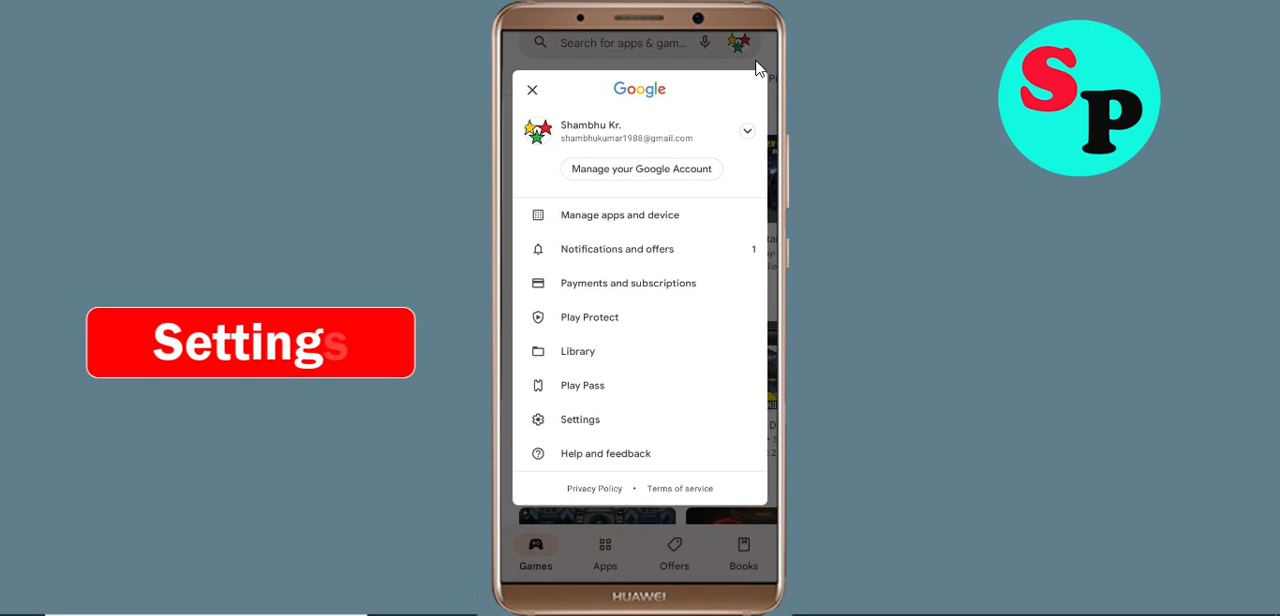 Search for apps & gam...
Google
Shambhu Kr.
shambhukumar1988@gmail.com
Manage your Google Account
Manage apps and device
Notifications and offers 1
Payments and subscriptions
Play Protect
Library
Play Pass
Settings
Help and feedback
Privacy Policy • Terms of service
Games Apps Offers Books
HUAWEI
Settings
SP